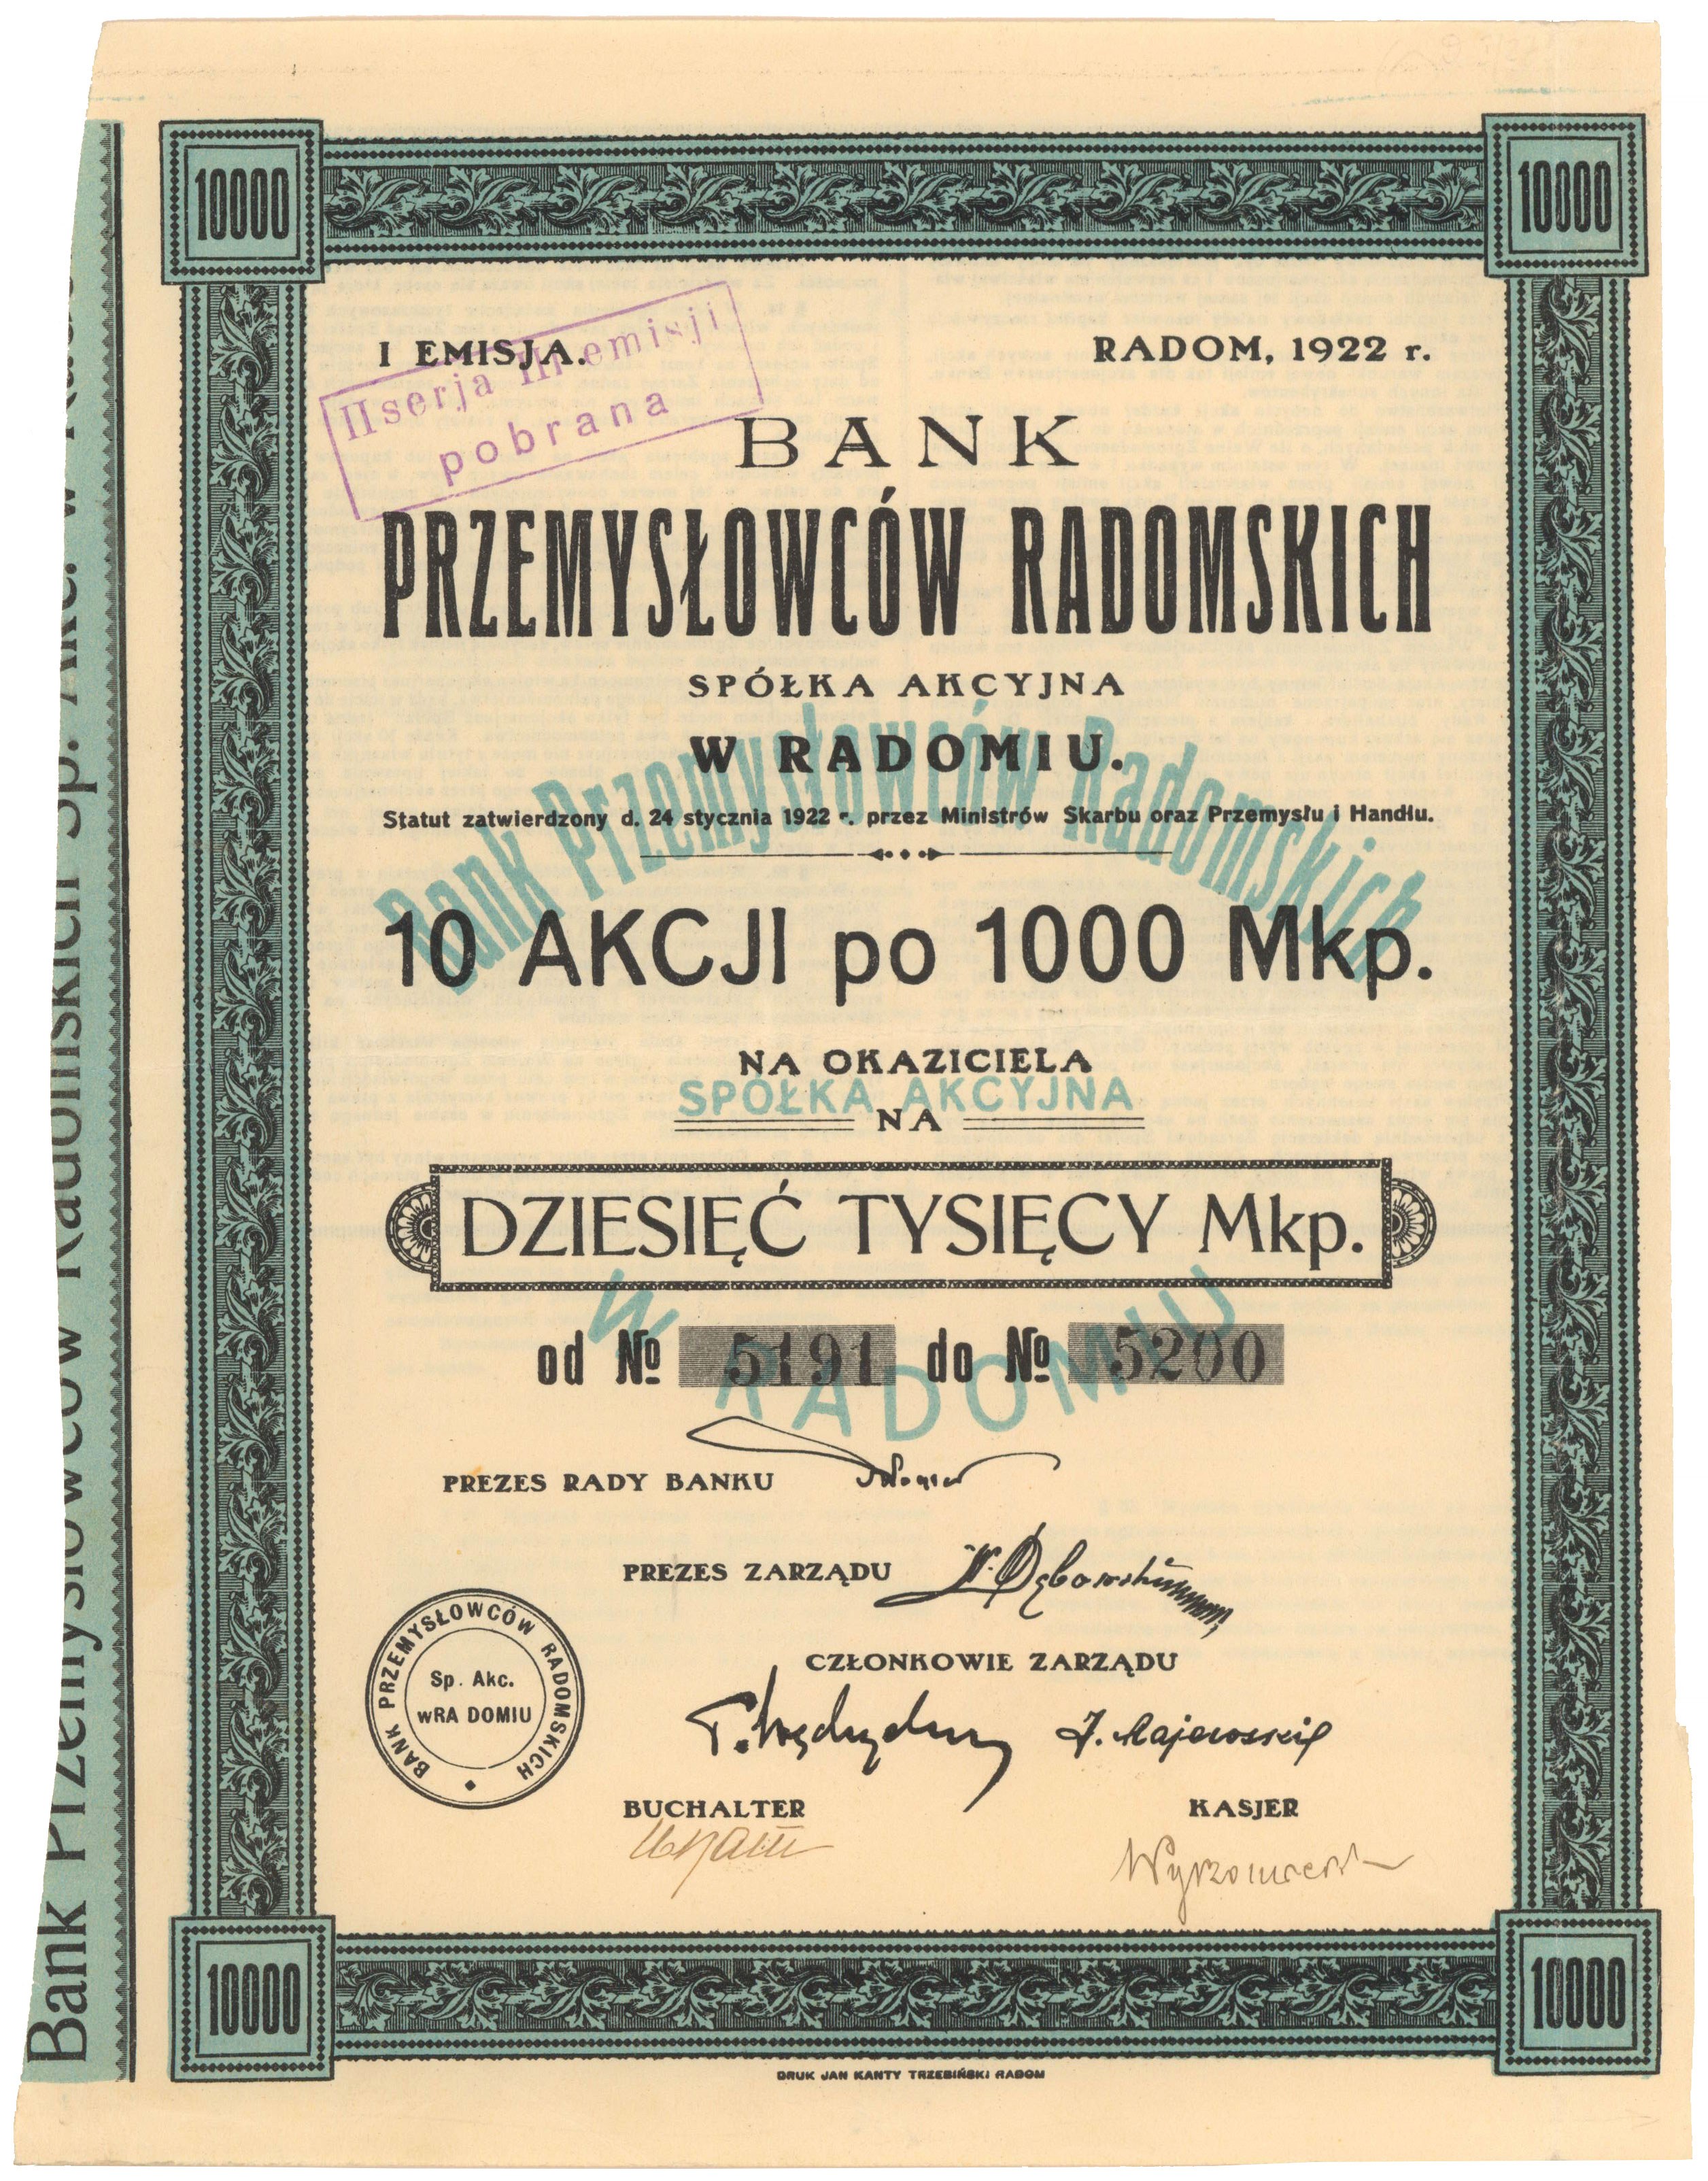 10000
10000
I EMISJA.
RADOM, 1922 r.
II serja III emisji
pobrana
BANK
PRZEMYSŁOWCÓW RADOMSKICH
SPÓŁKA AKCYJNA
W RADOMIU.
Bank Przemysłowców Radomskich
Statut zatwierdzony d. 24 stycznia 1922 r. przez Ministrów Skarbu oraz Przemysłu i Handlu.
10 AKCJI po 1000 Mkp.
NA OKAZICIELA
SPÓŁKA AKCYJNA
NA
DZIESIĘĆ TYSIĘCY Mkp.
W RADOMIU
od № 5191 do № 5200
PREZES RADY BANKU
PREZES ZARZĄDU
CZŁONKOWIE ZARZĄDU
BANK PRZEMYSŁOWCÓW RADOMSKICH
Sp. Akc.
wRA DOMIU
BUCHALTER
KASJER
10000
10000
DRUK JAN KANTY TRZEBIŃSKI RADOM
Bank Przemysłowców Radomskich Sp. Akc. w